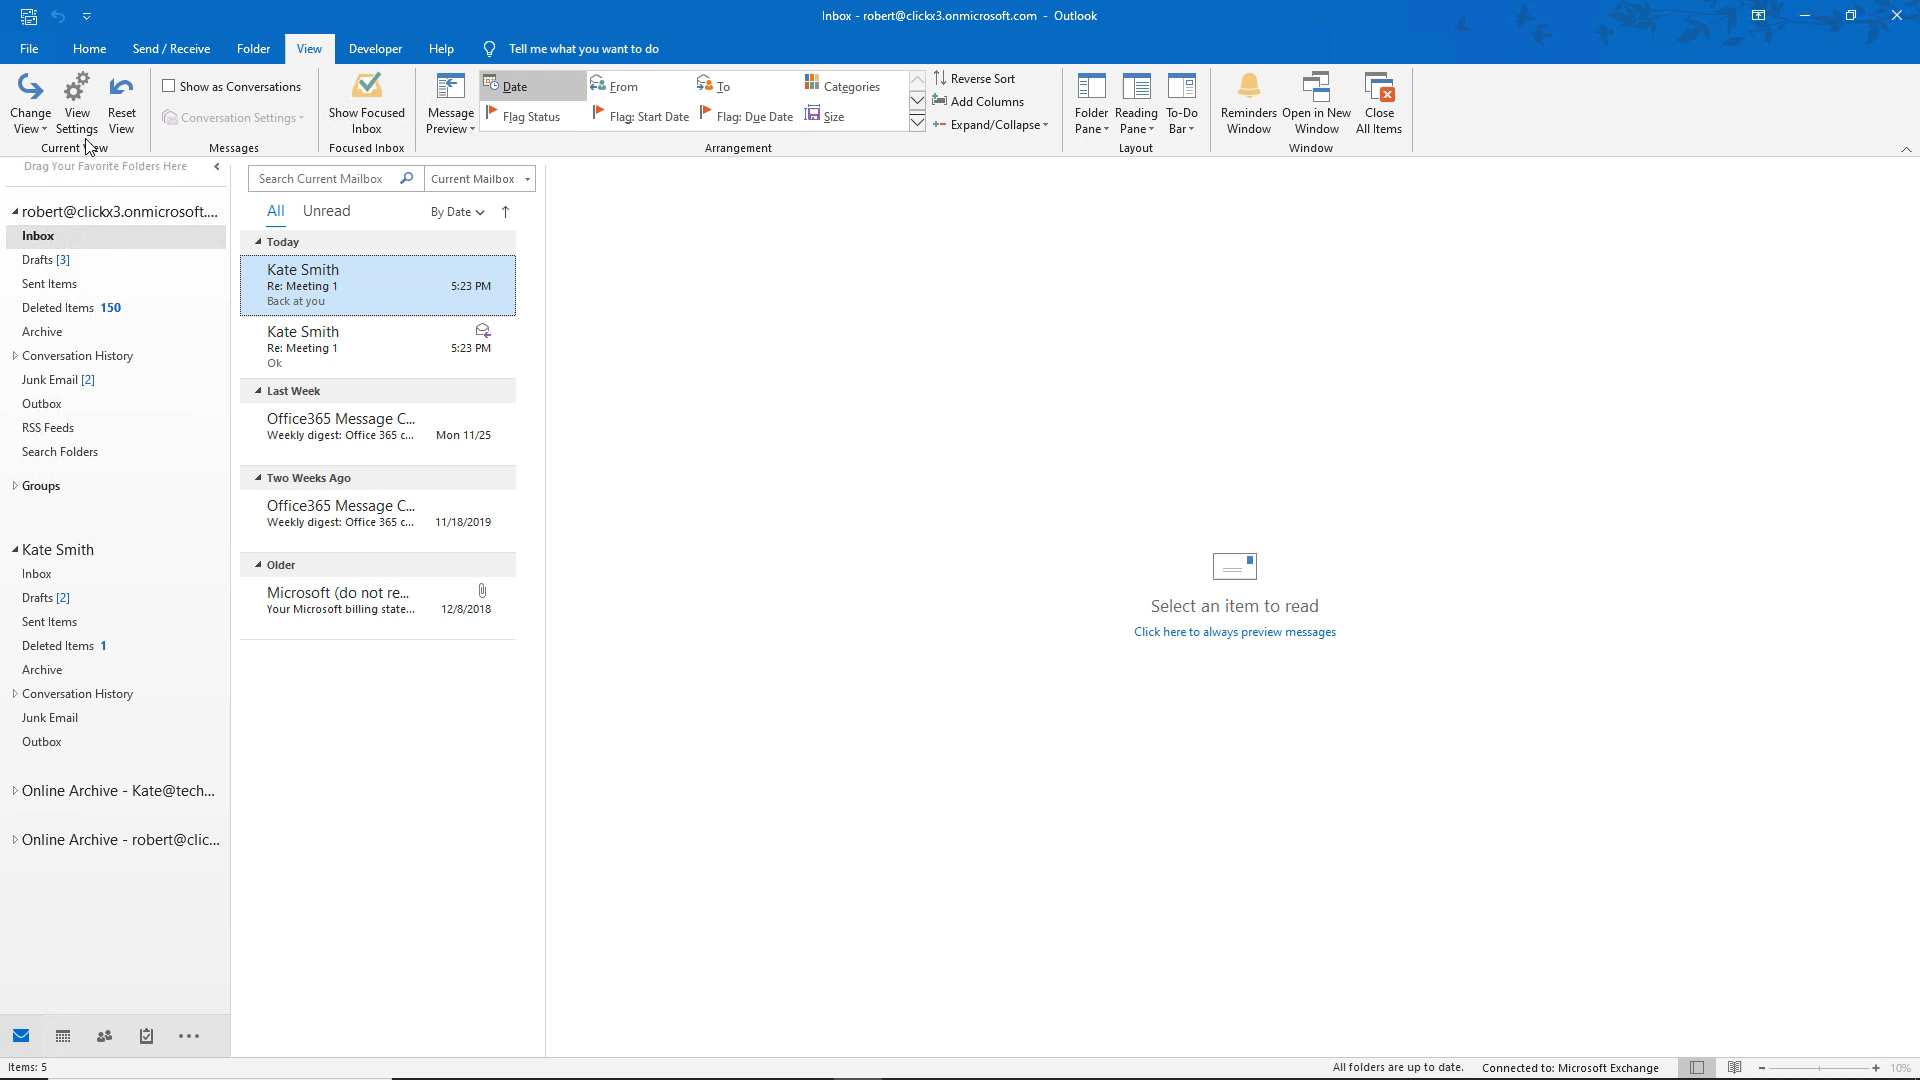 Inbox - robert@clickx3.onmicrosoft.com - Outlook
File Home Send / Receive Folder View Developer Help Tell me what you want to do
Change View
View Settings
Reset View
Current View
Show as Conversations
Conversation Settings
Messages
Show Focused Inbox
Focused Inbox
Message Preview
Date From To Categories
Flag Status Flag: Start Date Flag: Due Date Size
Reverse Sort
Add Columns
Expand/Collapse
Arrangement
Folder Pane
Reading Pane
To-Do Bar
Layout
Reminders Window
Open in New Window
Close All Items
Window
Drag Your Favorite Folders Here
robert@clickx3.onmicrosoft....
Inbox
Drafts [3]
Sent Items
Deleted Items 150
Archive
Conversation History
Junk Email [2]
Outbox
RSS Feeds
Search Folders
Groups
Kate Smith
Inbox
Drafts [2]
Sent Items
Deleted Items 1
Archive
Conversation History
Junk Email
Outbox
Online Archive - Kate@tech...
Online Archive - robert@clic...
Search Current Mailbox Current Mailbox
All Unread By Date
Today
Kate Smith
Re: Meeting 1 5:23 PM
Back at you
Kate Smith
Re: Meeting 1 5:23 PM
Ok
Last Week
Office365 Message C...
Weekly digest: Office 365 c... Mon 11/25
Two Weeks Ago
Office365 Message C...
Weekly digest: Office 365 c... 11/18/2019
Older
Microsoft (do not re...
Your Microsoft billing state... 12/8/2018
Select an item to read
Click here to always preview messages
Items: 5
All folders are up to date. Connected to: Microsoft Exchange 10%